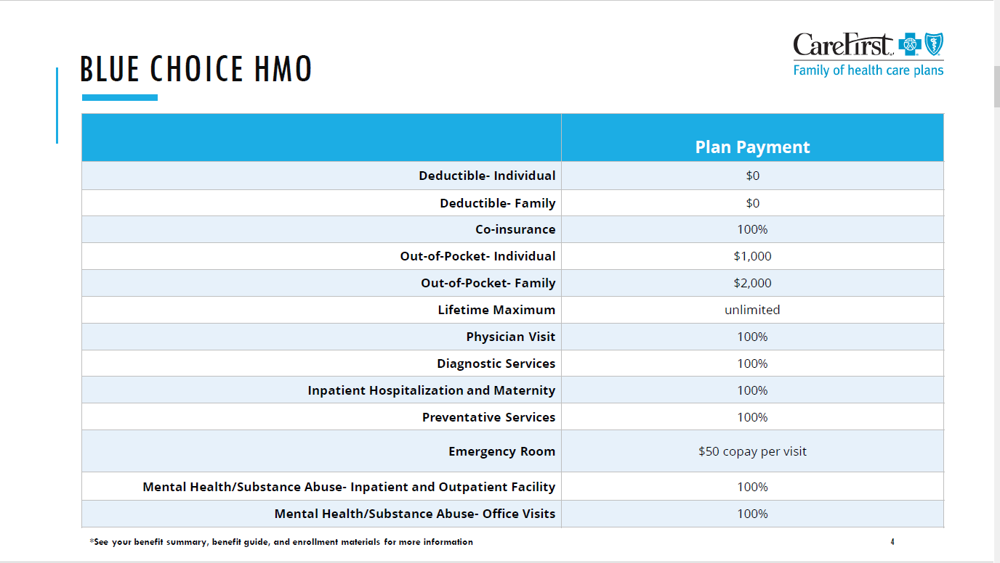 BLUE CHOICE HMO
CareFirst.
Family of health care plans
Plan Payment
Deductible- Individual $0
Deductible- Family $0
Co-insurance 100%
Out-of-Pocket- Individual $1,000
Out-of-Pocket- Family $2,000
Lifetime Maximum unlimited
Physician Visit 100%
Diagnostic Services 100%
Inpatient Hospitalization and Maternity 100%
Preventative Services 100%
Emergency Room $50 copay per visit
Mental Health/Substance Abuse- Inpatient and Outpatient Facility 100%
Mental Health/Substance Abuse- Office Visits 100%
*See your benefit summary, benefit guide, and enrollment materials for more information 4